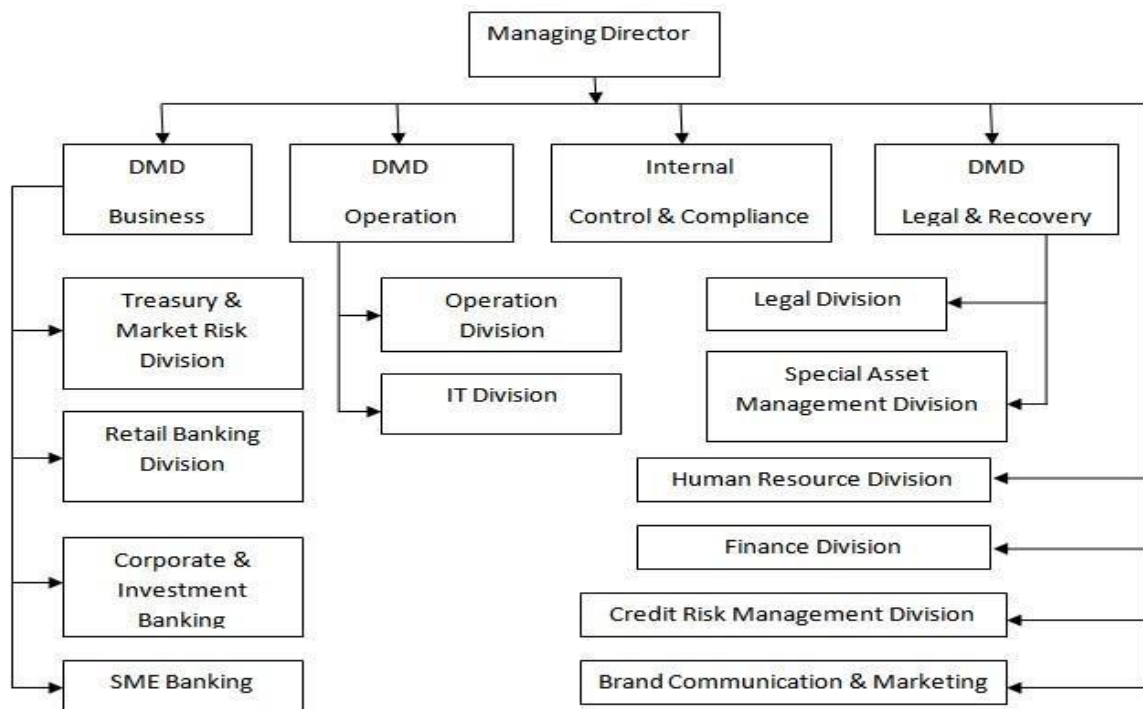 Managing Director
DMD
Business
DMD
Operation
Internal
Control & Compliance
DMD
Legal & Recovery
Treasury &
Market Risk
Division
Retail Banking
Division
Corporate &
Investment
Banking
SME Banking
Operation
Division
IT Division
Legal Division
Special Asset
Management Division
Human Resource Division
Finance Division
Credit Risk Management Division
Brand Communication & Marketing